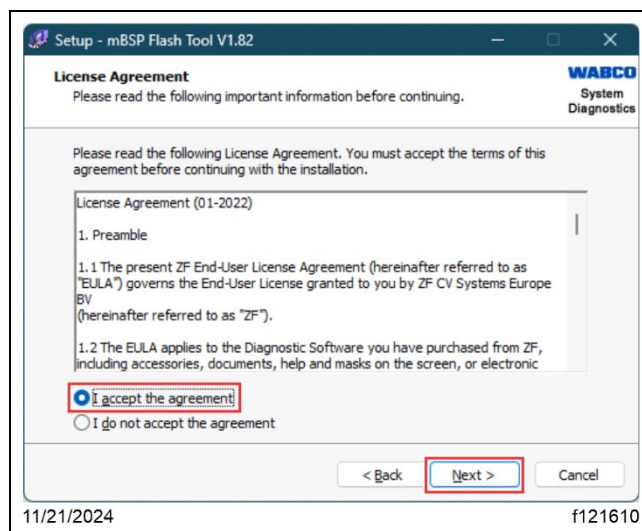 Setup - mBSP Flash Tool V1.82
License Agreement
Please read the following important information before continuing.
WABCO
System
Diagnostics
Please read the following License Agreement. You must accept the terms of this
agreement before continuing with the installation.
License Agreement (01-2022)
1. Preamble
1.1 The present ZF End-User License Agreement (hereinafter referred to as
"EULA") governs the End-User License granted to you by ZF CV Systems Europe
BV
(hereinafter referred to as "ZF").
1.2 The EULA applies to the Diagnostic Software you have purchased from ZF,
including accessories, documents, help and masks on the screen, or electronic
I accept the agreement
I do not accept the agreement
< Back
Next >
Cancel
11/21/2024
f121610